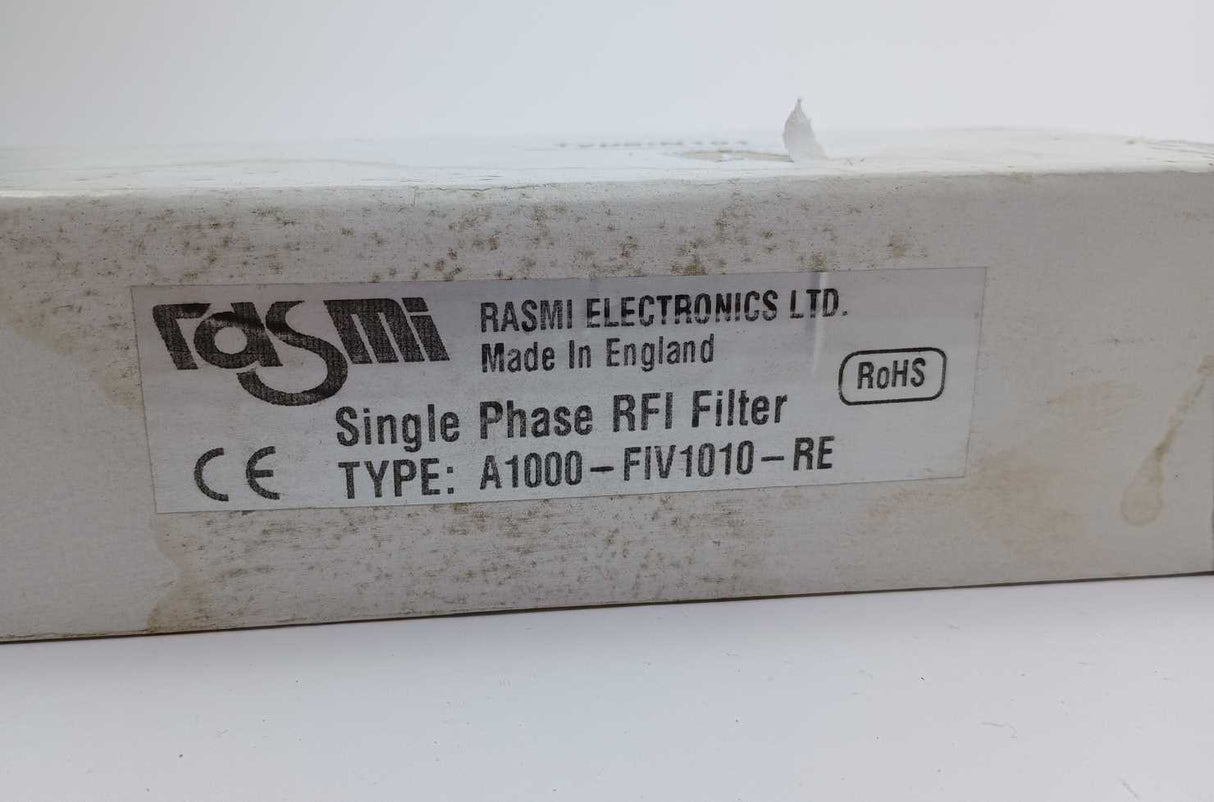 rasmi
RASMI ELECTRONICS LTD.
Made In England
RoHS
Single Phase RFI Filter
CE
TYPE: A1000-FIV1010-RE